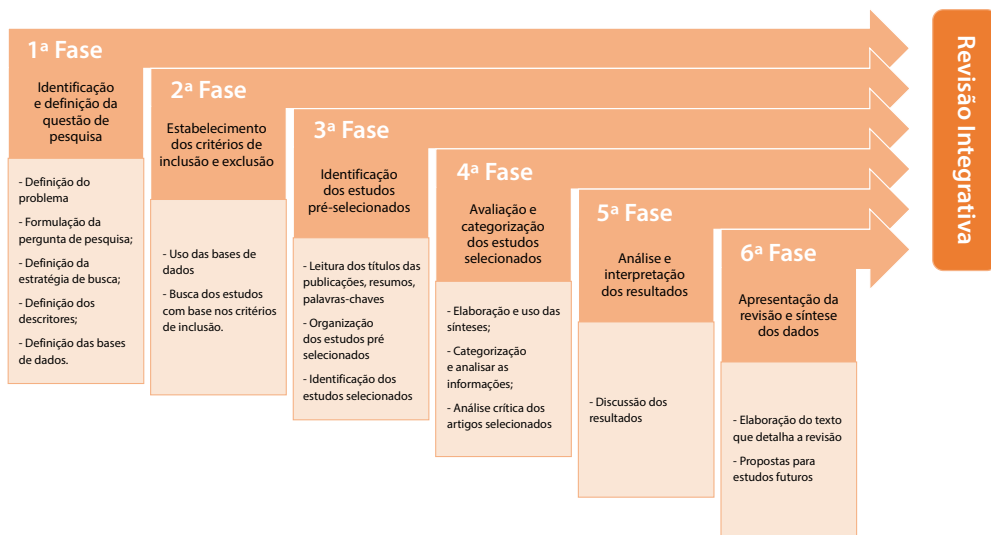 1ª Fase
Identificação
e definição da
questão de
pesquisa
- Definição do
problema
- Formulação da
pergunta de pesquisa;
- Definição da
estratégia de busca;
- Definição dos
descritores;
- Definição das bases
de dados.
2ª Fase
Estabelecimento
dos critérios de
inclusão e exclusão
- Uso das bases de
dados
- Busca dos estudos
com base nos critérios
de inclusão.
3ª Fase
Identificação
dos estudos
pré-selecionados
- Leitura dos títulos das
publicações, resumos,
palavras-chaves
- Organização
dos estudos pré
selecionados
- Identificação dos
estudos selecionados
4ª Fase
Avaliação e
categorização
dos estudos
selecionados
- Elaboração e uso das
sínteses;
- Categorização
e analisar as
informações;
- Análise crítica dos
artigos selecionados
5ª Fase
Análise e
interpretação
dos resultados
- Discussão dos
resultados
6ª Fase
Apresentação da
revisão e síntese
dos dados
- Elaboração do texto
que detalha a revisão
- Propostas para
estudos futuros
Revisão Integrativa